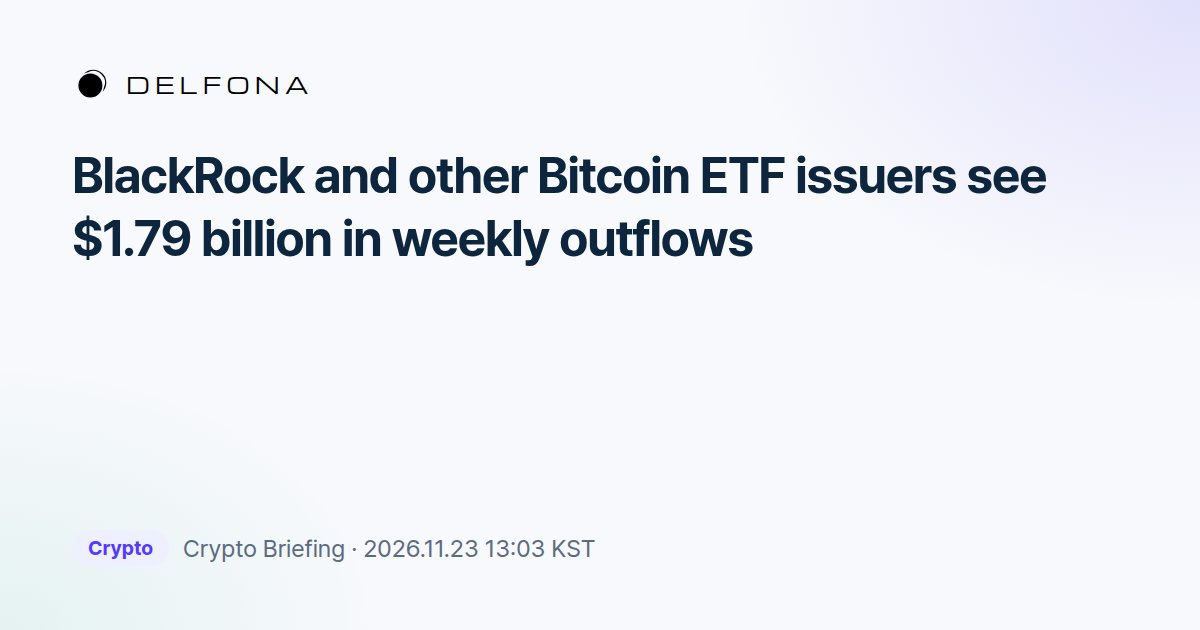 DELFONA
BlackRock and other Bitcoin ETF issuers see
$1.79 billion in weekly outflows
Crypto Crypto Briefing · 2026.11.23 13:03 KST